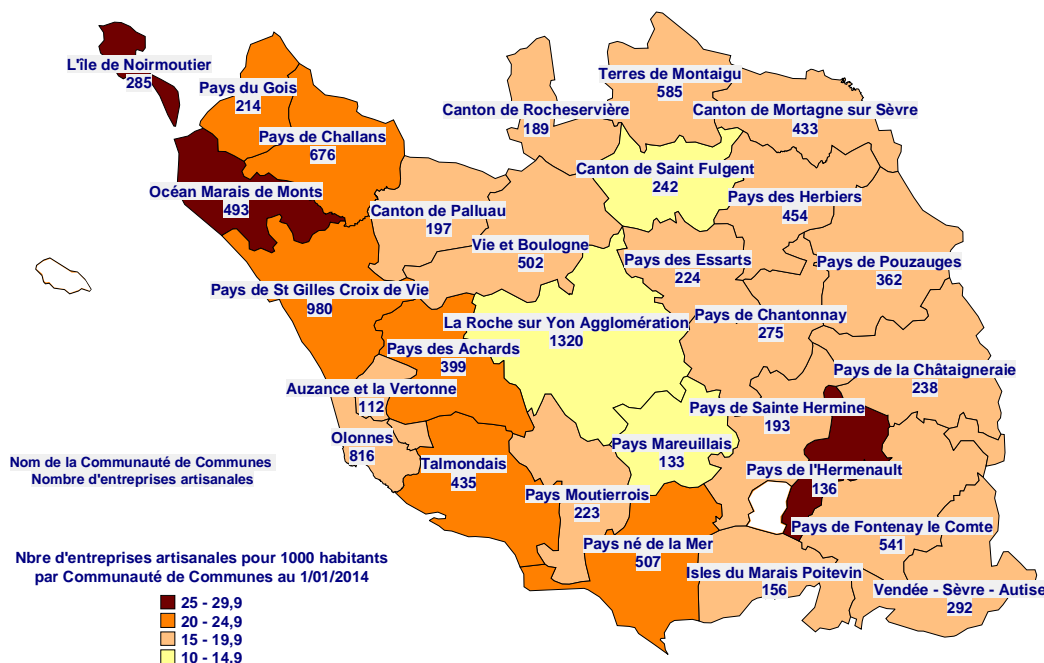 L'île de Noirmoutier
285
Pays du Gois
214
Pays de Challans
676
Océan Marais de Monts
493
Canton de Rocheservière
189
Terres de Montaigu
585
Canton de Mortagne sur Sèvre
433
Canton de Saint Fulgent
242
Pays des Herbiers
454
Canton de Palluau
197
Vie et Boulogne
502
Pays des Essarts
224
Pays de Pouzauges
362
Pays de St Gilles Croix de Vie
980
La Roche sur Yon Agglomération
1320
Pays de Chantonnay
275
Pays des Achards
399
Auzance et la Vertonne
112
Pays de la Châtaigneraie
238
Pays de Sainte Hermine
193
Olonnes
816
Talmondais
435
Pays Mareuillais
133
Pays de l'Hermenault
136
Pays Moutierrois
223
Pays de Fontenay le Comte
541
Pays né de la Mer
507
Isles du Marais Poitevin
156
Vendée - Sèvre - Autise
292
Nom de la Communauté de Communes
Nombre d'entreprises artisanales
Nbre d'entreprises artisanales pour 1000 habitants
par Communauté de Communes au 1/01/2014
25 - 29,9
20 - 24,9
15 - 19,9
10 - 14,9